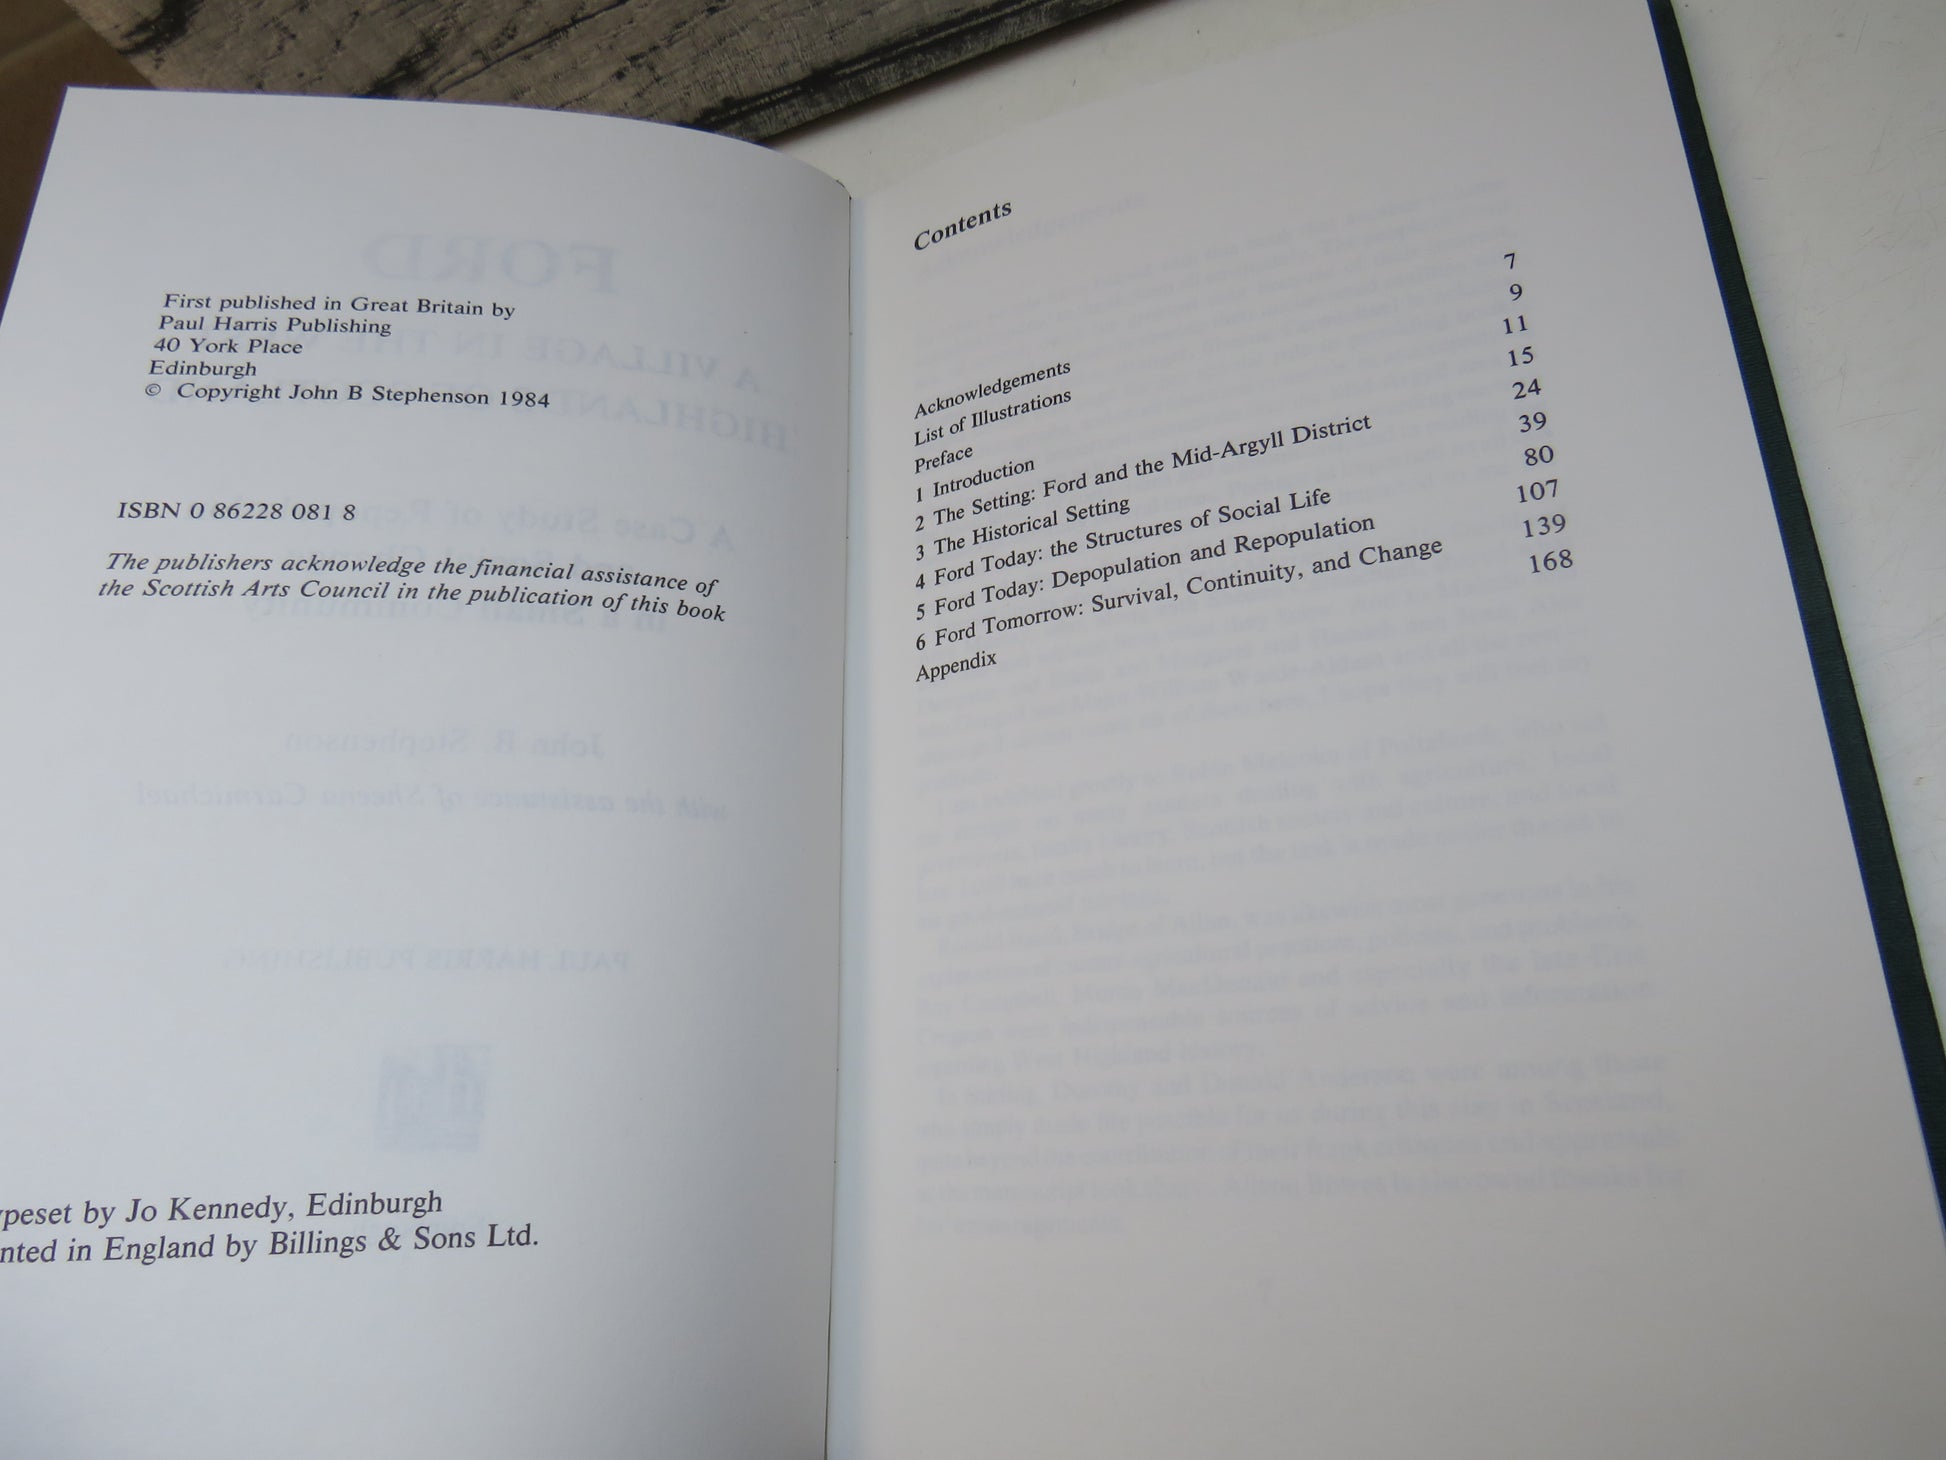 First published in Great Britain by
Paul Harris Publishing
40 York Place
Edinburgh
© Copyright John B Stephenson 1984
ISBN 0 86228 081 8
The publishers acknowledge the financial assistance of
the Scottish Arts Council in the publication of this book
ypeset by Jo Kennedy, Edinburgh
nted in England by Billings & Sons Ltd.
Contents
Acknowledgements 7
List of Illustrations 9
Preface 11
1 Introduction 15
2 The Setting: Ford and the Mid-Argyll District 24
3 The Historical Setting 39
4 Ford Today: the Structures of Social Life 80
5 Ford Today: Depopulation and Repopulation 107
6 Ford Tomorrow: Survival, Continuity, and Change 139
Appendix 168